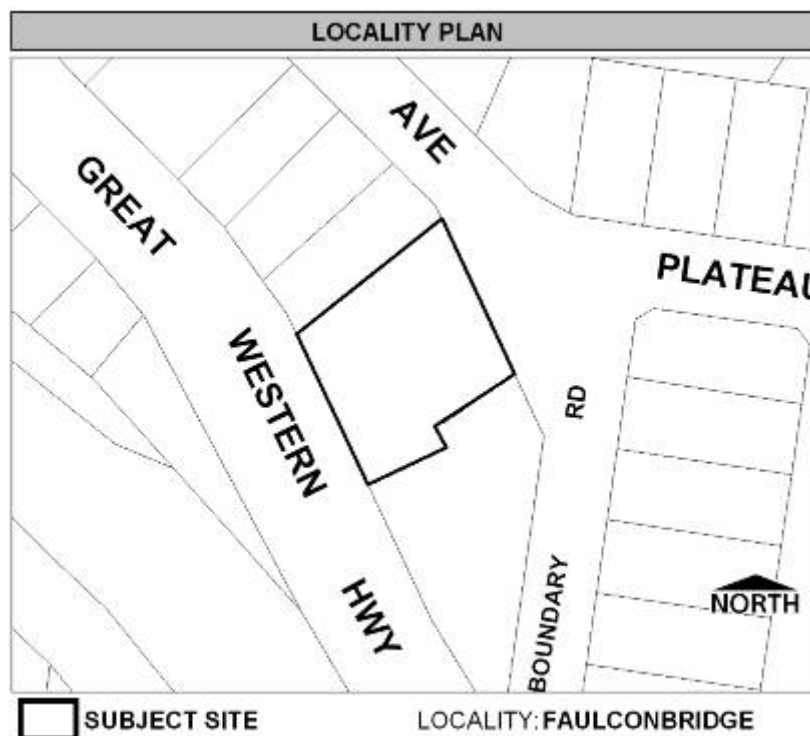 LOCALITY PLAN
AVE
GREAT
PLATEAU
WESTERN
RD
HWY
BOUNDARY
NORTH
SUBJECT SITE
LOCALITY: FAULCONBRIDGE